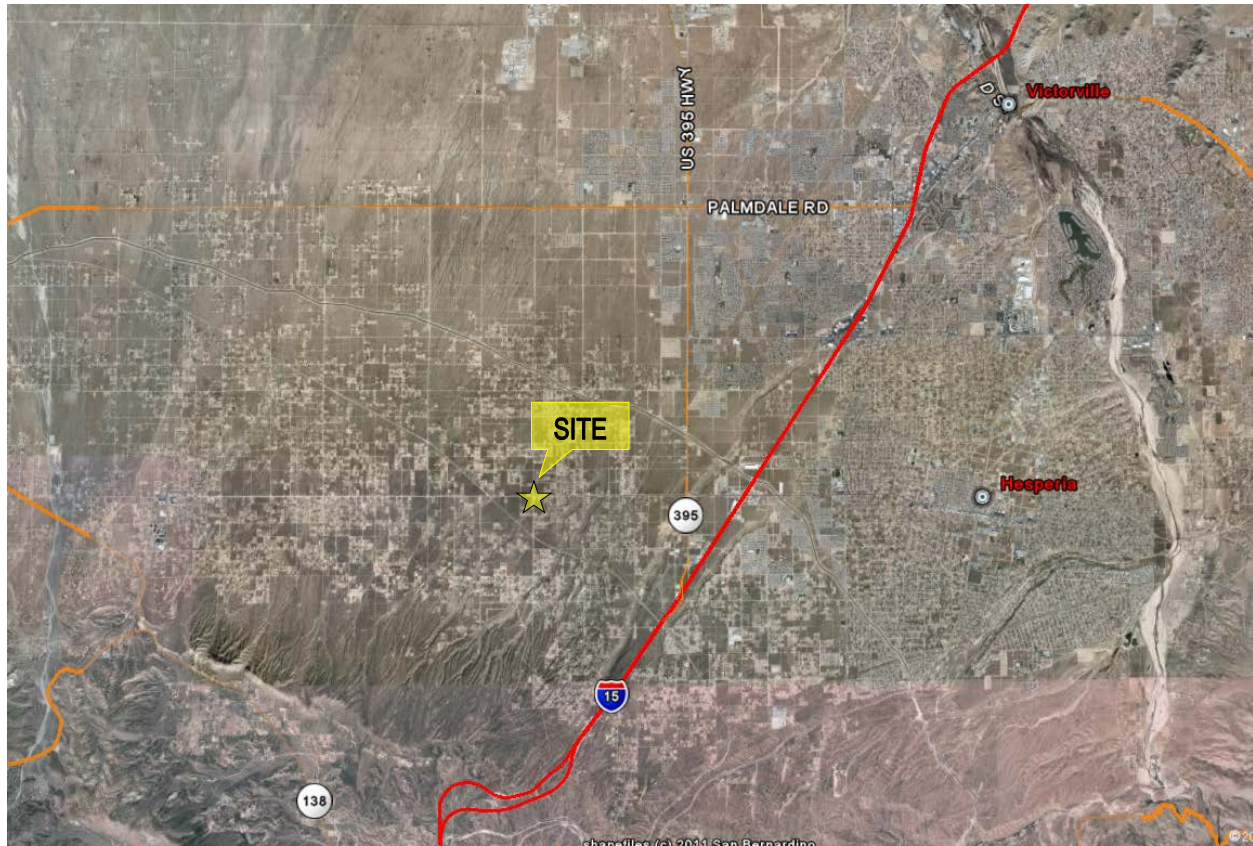 US 395 HWY
D S
Victorville
PALMDALE RD
SITE
Hesperia
395
15
138
shapefiles (c) 2011 San Bernardino